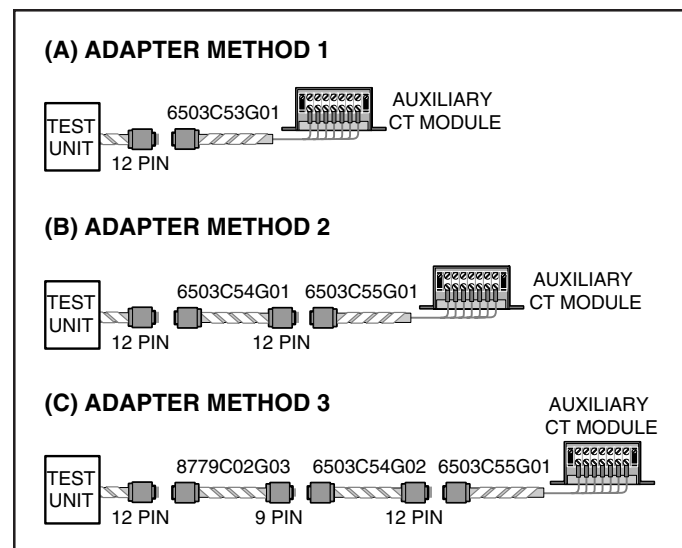 (A) ADAPTER METHOD 1
TEST
UNIT
12 PIN
6503C53G01
AUXILIARY
CT MODULE
(B) ADAPTER METHOD 2
TEST
UNIT
12 PIN
6503C54G01
12 PIN
6503C55G01
AUXILIARY
CT MODULE
(C) ADAPTER METHOD 3
TEST
UNIT
12 PIN
8779C02G03
9 PIN
6503C54G02
12 PIN
6503C55G01
AUXILIARY
CT MODULE